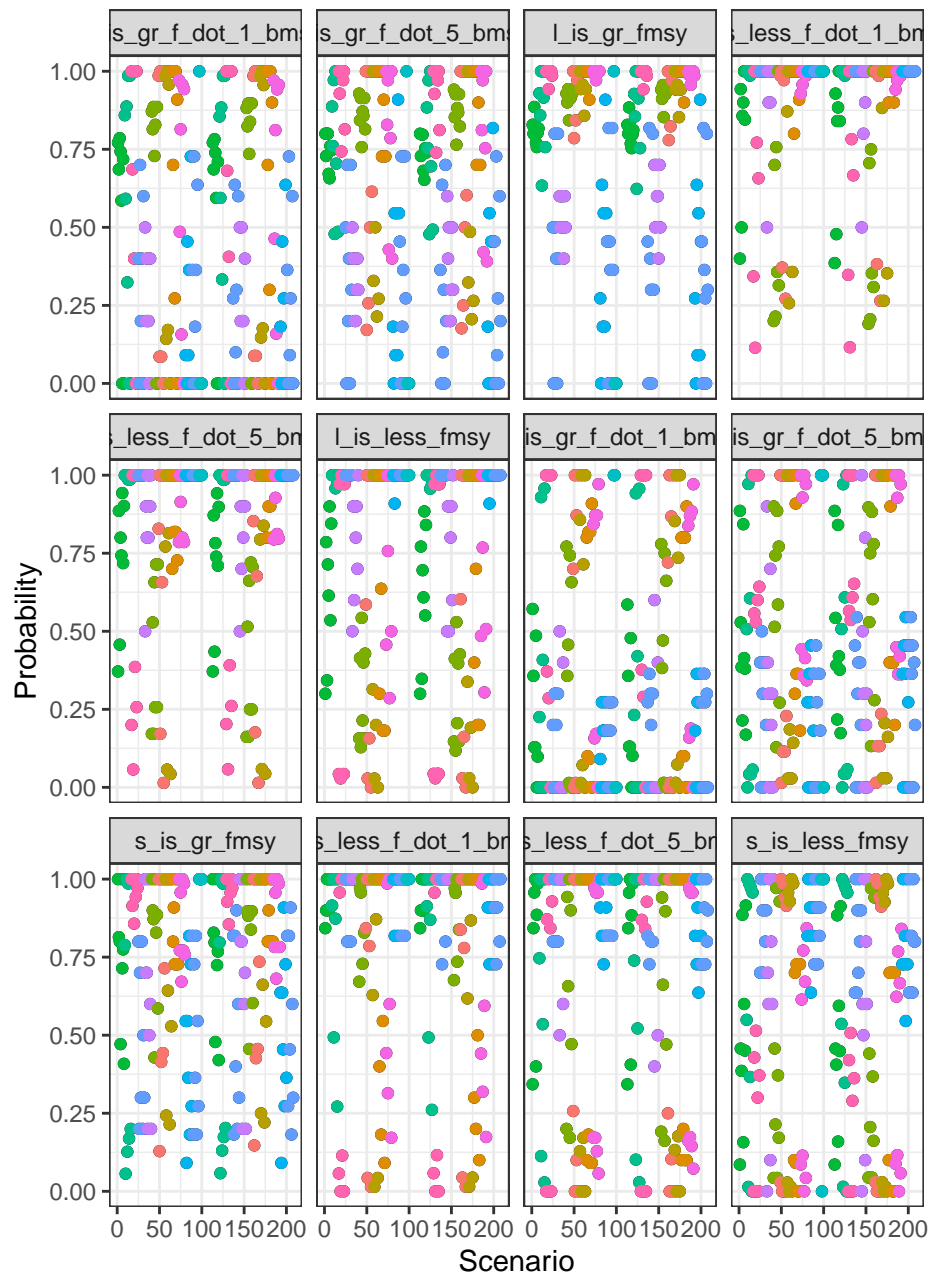 is_gr_f_dot_1_bms
s_gr_f_dot_5_bms
l_is_gr_fmsy
s_less_f_dot_1_bm
1.00
0.75
0.50
0.25
0.00
s_less_f_dot_5_bm
l_is_less_fmsy
is_gr_f_dot_1_bm
is_gr_f_dot_5_bm
1.00
0.75
0.50
0.25
0.00
Probability
s_is_gr_fmsy
s_less_f_dot_1_br
s_less_f_dot_5_br
s_is_less_fmsy
1.00
0.75
0.50
0.25
0.00
0 50 100 150 200 0 50 100 150 200 0 50 100 150 200 0 50 100 150 200
Scenario